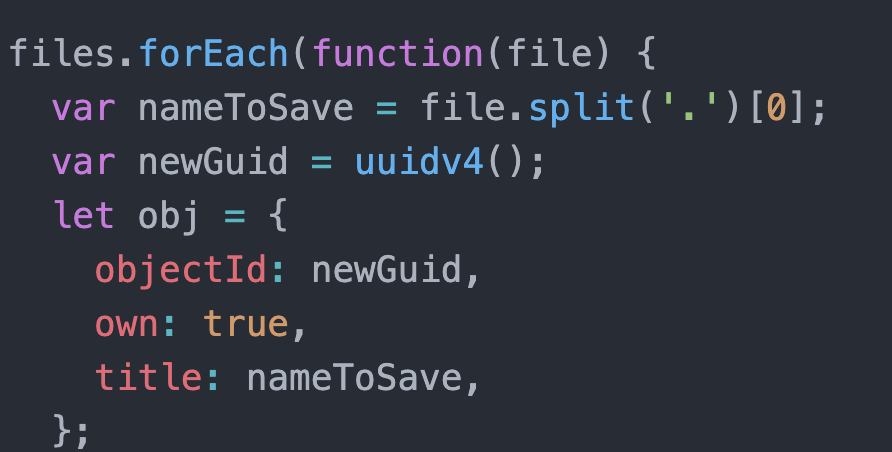 files.forEach(function(file) {
  var nameToSave = file.split('.')[0];
  var newGuid = uuidv4();
  let obj = {
    objectId: newGuid,
    own: true,
    title: nameToSave,
  };